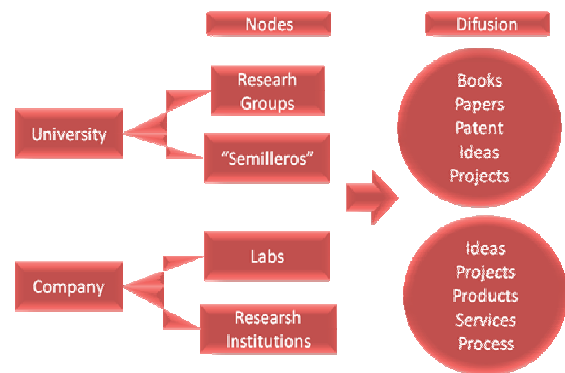 Nodes
Difusion
University
Researh
Groups
"Semilleros"
Books
Papers
Patent
Ideas
Projects
Company
Labs
Researsh
Institutions
Ideas
Projects
Products
Services
Process